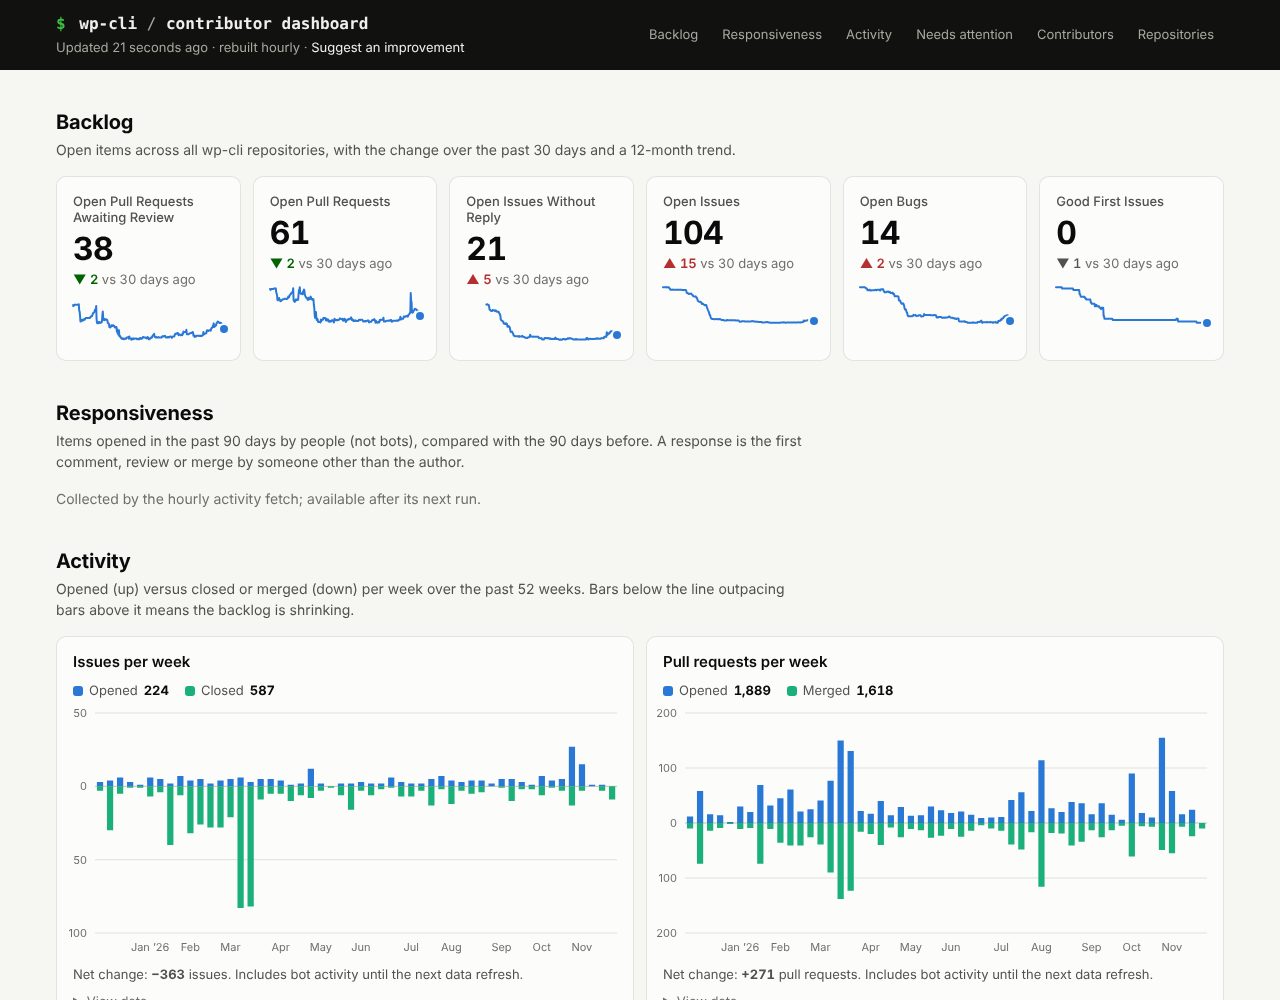 $ wp-cli / contributor dashboard
Updated 21 seconds ago · rebuilt hourly · Suggest an improvement
Backlog Responsiveness Activity Needs attention Contributors Repositories
Backlog
Open items across all wp-cli repositories, with the change over the past 30 days and a 12-month trend.
Open Pull Requests
Awaiting Review
38
▼ 2 vs 30 days ago
Open Pull Requests
61
▼ 2 vs 30 days ago
Open Issues Without
Reply
21
▲ 5 vs 30 days ago
Open Issues
104
▲ 15 vs 30 days ago
Open Bugs
14
▲ 2 vs 30 days ago
Good First Issues
0
▼ 1 vs 30 days ago
Responsiveness
Items opened in the past 90 days by people (not bots), compared with the 90 days before. A response is the first
comment, review or merge by someone other than the author.
Collected by the hourly activity fetch; available after its next run.
Activity
Opened (up) versus closed or merged (down) per week over the past 52 weeks. Bars below the line outpacing
bars above it means the backlog is shrinking.
Issues per week
Opened 224 Closed 587
50
0
50
100
Jan '26 Feb Mar Apr May Jun Jul Aug Sep Oct Nov
Net change: −363 issues. Includes bot activity until the next data refresh.
▶ View data
Pull requests per week
Opened 1,889 Merged 1,618
200
100
0
100
200
Jan '26 Feb Mar Apr May Jun Jul Aug Sep Oct Nov
Net change: +271 pull requests. Includes bot activity until the next data refresh.
▶ View data